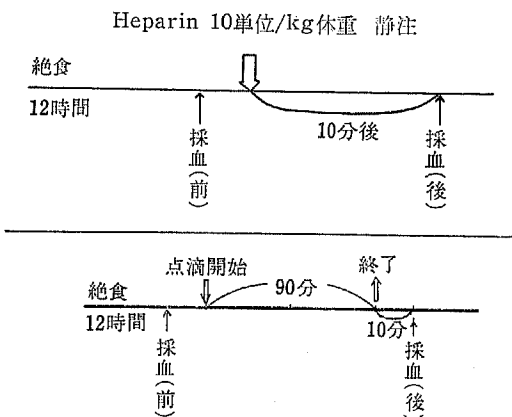 Heparin 10単位/kg体重 静注
絶食
12時間
10分後
採血(前)
採血(後)
点滴開始
90分
終了
絶食
12時間
10分
採血(前)
採血(後